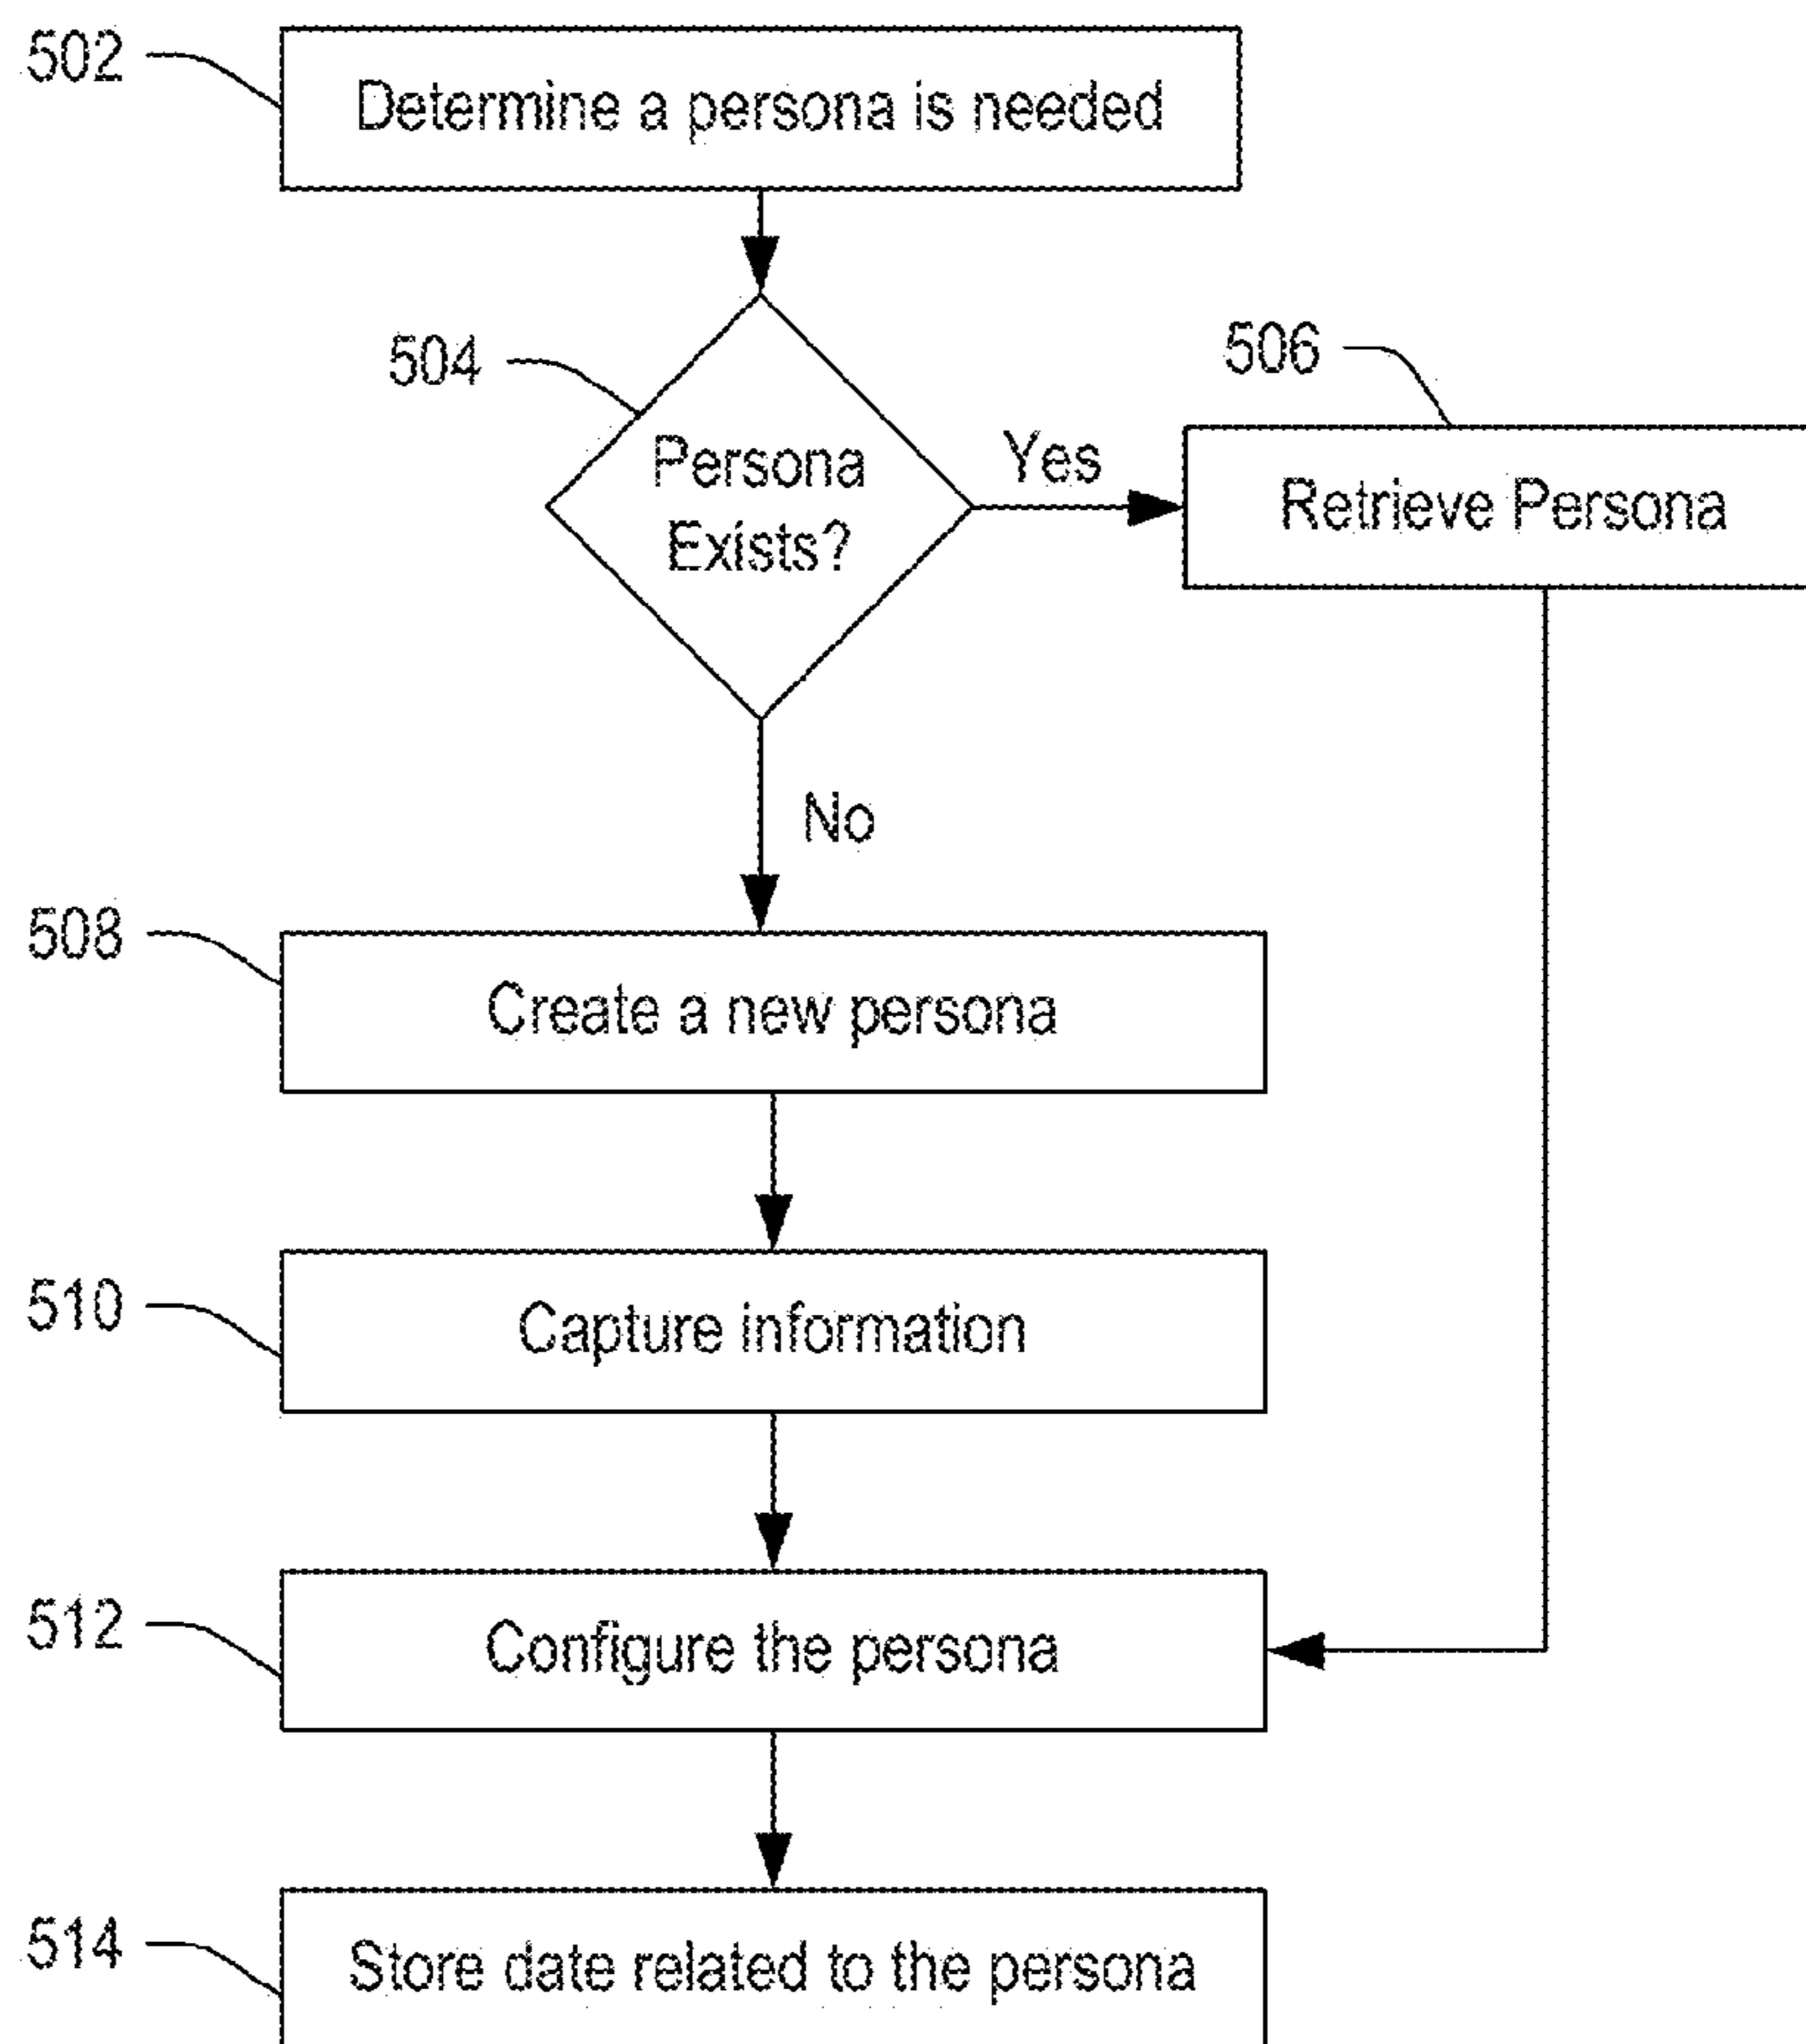 502
Determine a persona is needed
504
Persona
Exists?
Yes
506
Retrieve Persona
No
508
Create a new persona
510
Capture information
512
Configure the persona
514
Store date related to the persona